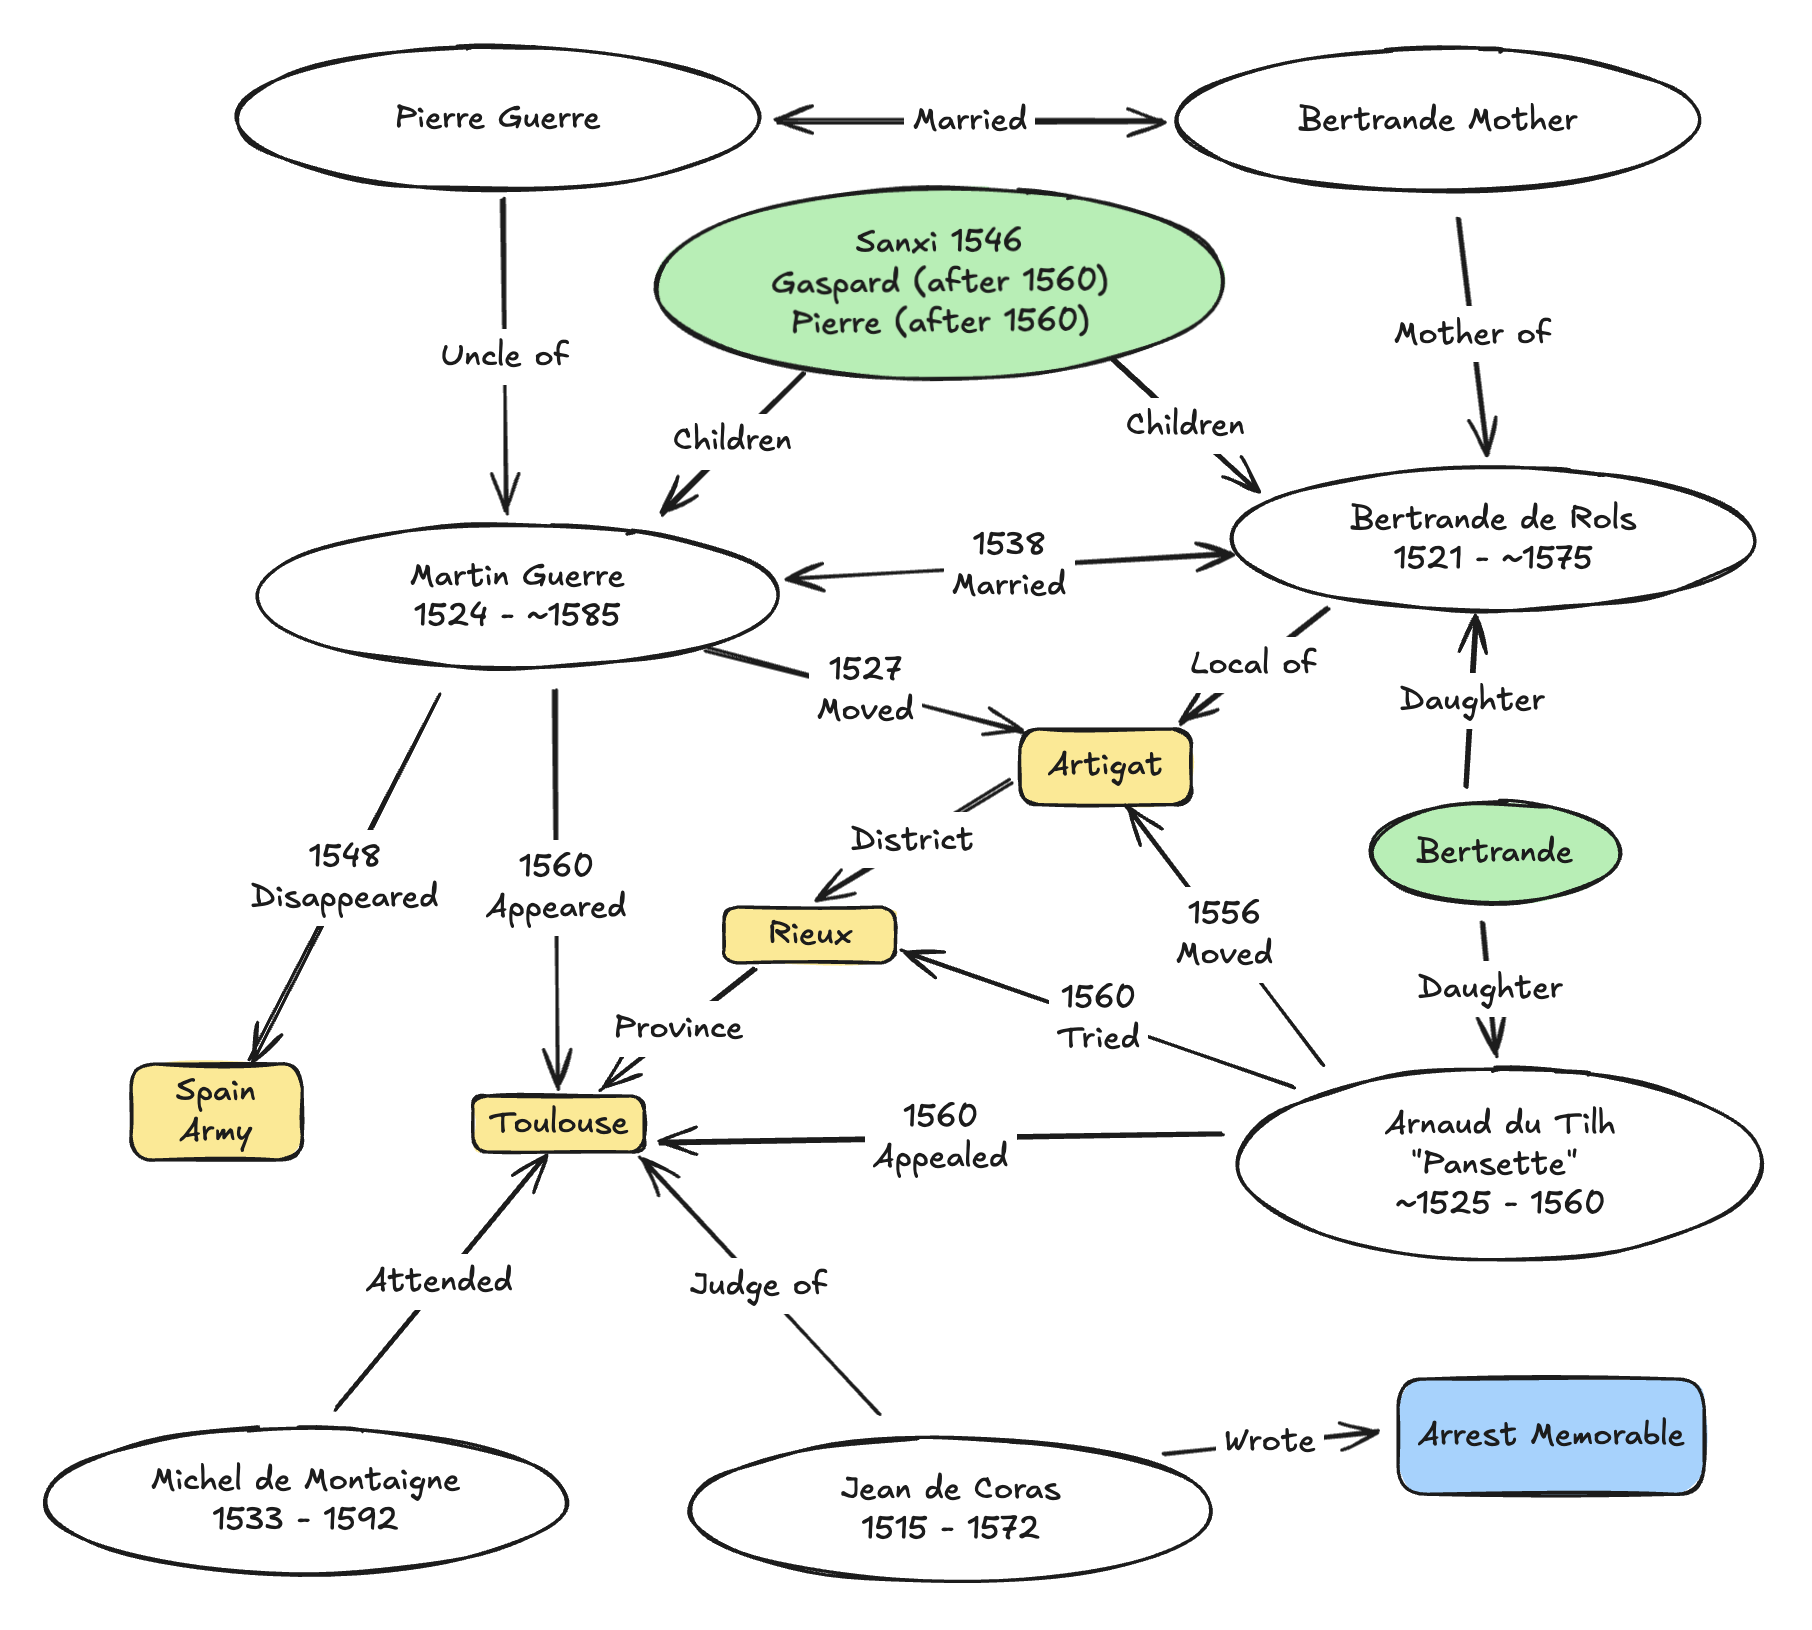 Pierre Guerre
Married
Bertrande Mother
Sanxi 1546
Gaspard (after 1560)
Pierre (after 1560)
Uncle of
Mother of
Children
Children
Martin Guerre
1524 - ~1585
1538
Married
Bertrande de Rols
1521 - ~1575
1527
Moved
Local of
Daughter
Artigat
District
Bertrande
1548
Disappeared
1560
Appeared
Rieux
1556
Moved
Daughter
1560
Tried
Province
Spain
Army
Toulouse
1560
Appealed
Arnaud du Tilh
"Pansette"
~1525 - 1560
Attended
Judge of
Michel de Montaigne
1533 - 1592
Jean de Coras
1515 - 1572
Wrote
Arrest Memorable